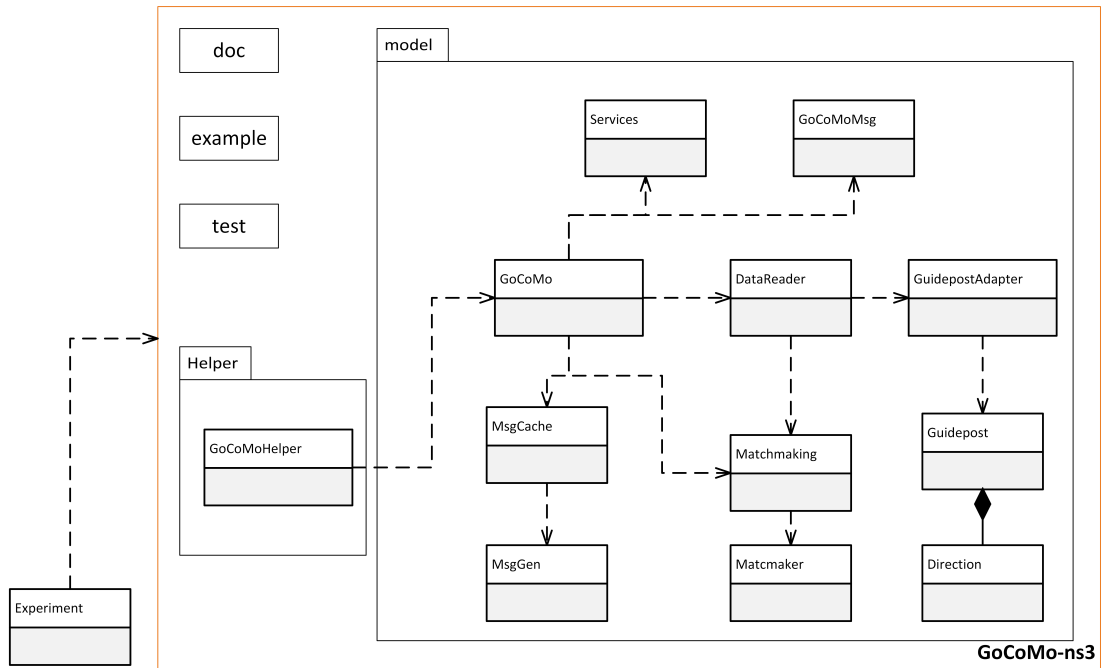 doc
model
Services
GoCoMoMsg
example
test
GoCoMo
DataReader
GuidepostAdapter
Helper
GoCoMoHelper
MsgCache
Matchmaking
Guidepost
MsgGen
Matcmaker
Direction
Experiment
GoCoMo-ns3